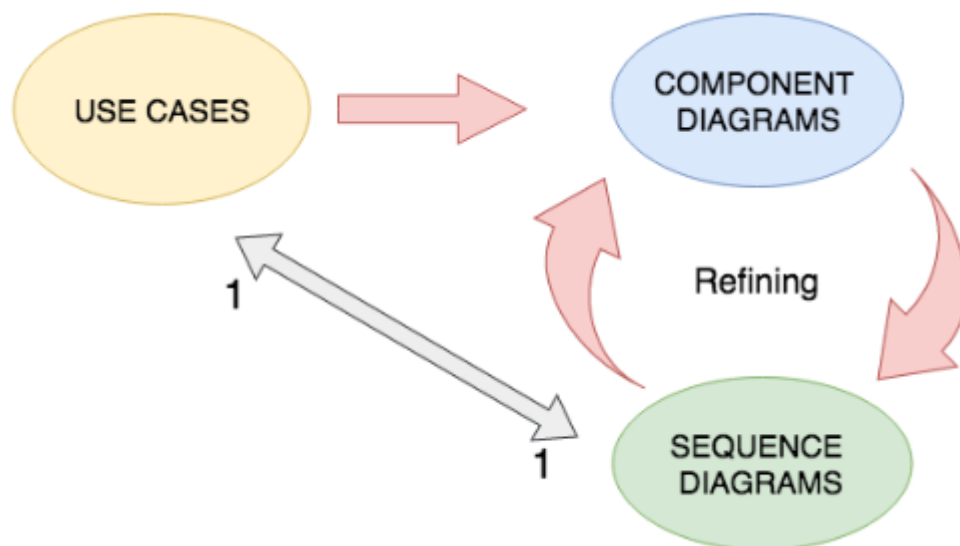 USE CASES
COMPONENT
DIAGRAMS
Refining
1
1
SEQUENCE
DIAGRAMS